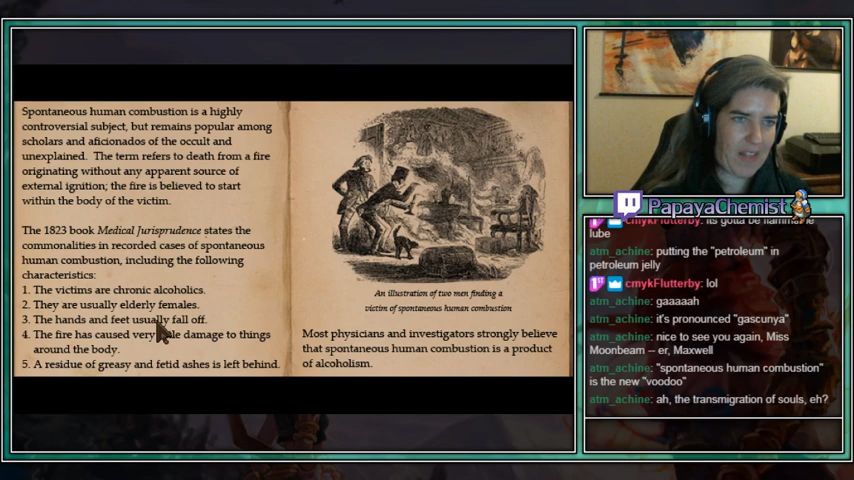 Spontaneous human combustion is a highly
controversial subject, but remains popular among
scholars and aficionados of the occult and
unexplained. The term refers to death from a fire
originating without any apparent source of
external ignition; the fire is believed to start
within the body of the victim.
The 1823 book Medical Jurisprudence states the
commonalities in recorded cases of spontaneous
human combustion, including the following
characteristics:
1. The victims are chronic alcoholics.
2. They are usually elderly females.
3. The hands and feet usually fall off.
4. The fire has caused very damage to things
around the body.
5. A residue of greasy and fetid ashes is left behind.
An illustration of two men finding a
victim of spontaneous human combustion
Most physicians and investigators strongly believe
that spontaneous human combustion is a product
of alcoholism.
PapayaChemist
cmykFlutterby: its gotta be
lube
atm_achine: putting the "petroleum" in
petroleum jelly
1st cmykFlutterby: lol
atm_achine: gaaaaah
atm_achine: it's pronounced "gascunya"
atm_achine: nice to see you again, Miss
Moonbeam -- er, Maxwell
atm_achine: "spontaneous human combustion"
is the new "voodoo"
atm_achine: ah, the transmigration of souls, eh?